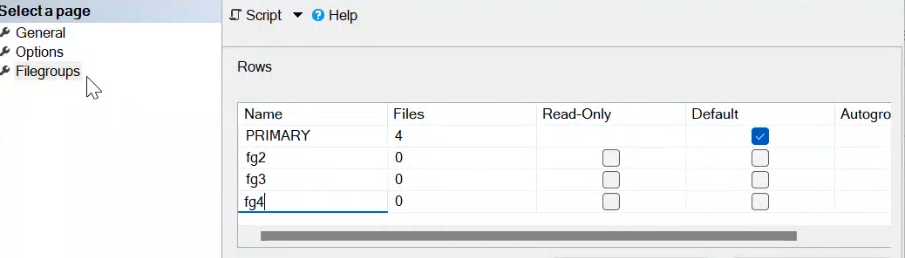 Select a page
Script Help
General
Options
Filegroups
Rows
Name Files Read-Only Default Autogro
PRIMARY 4
fg2 0
fg3 0
fg4 0